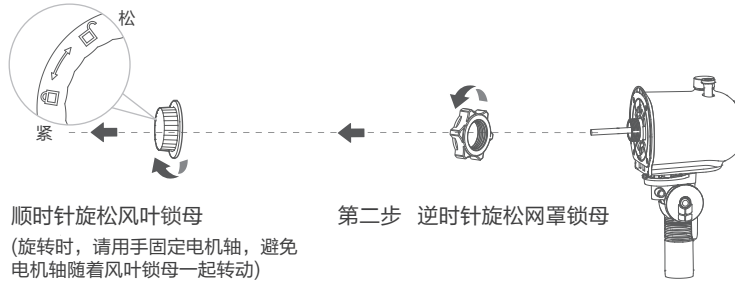 松
紧
顺时针旋松风叶锁母
(旋转时，请用手固定电机轴，避免
电机轴随着风叶锁母一起转动)
第二步 逆时针旋松网罩锁母